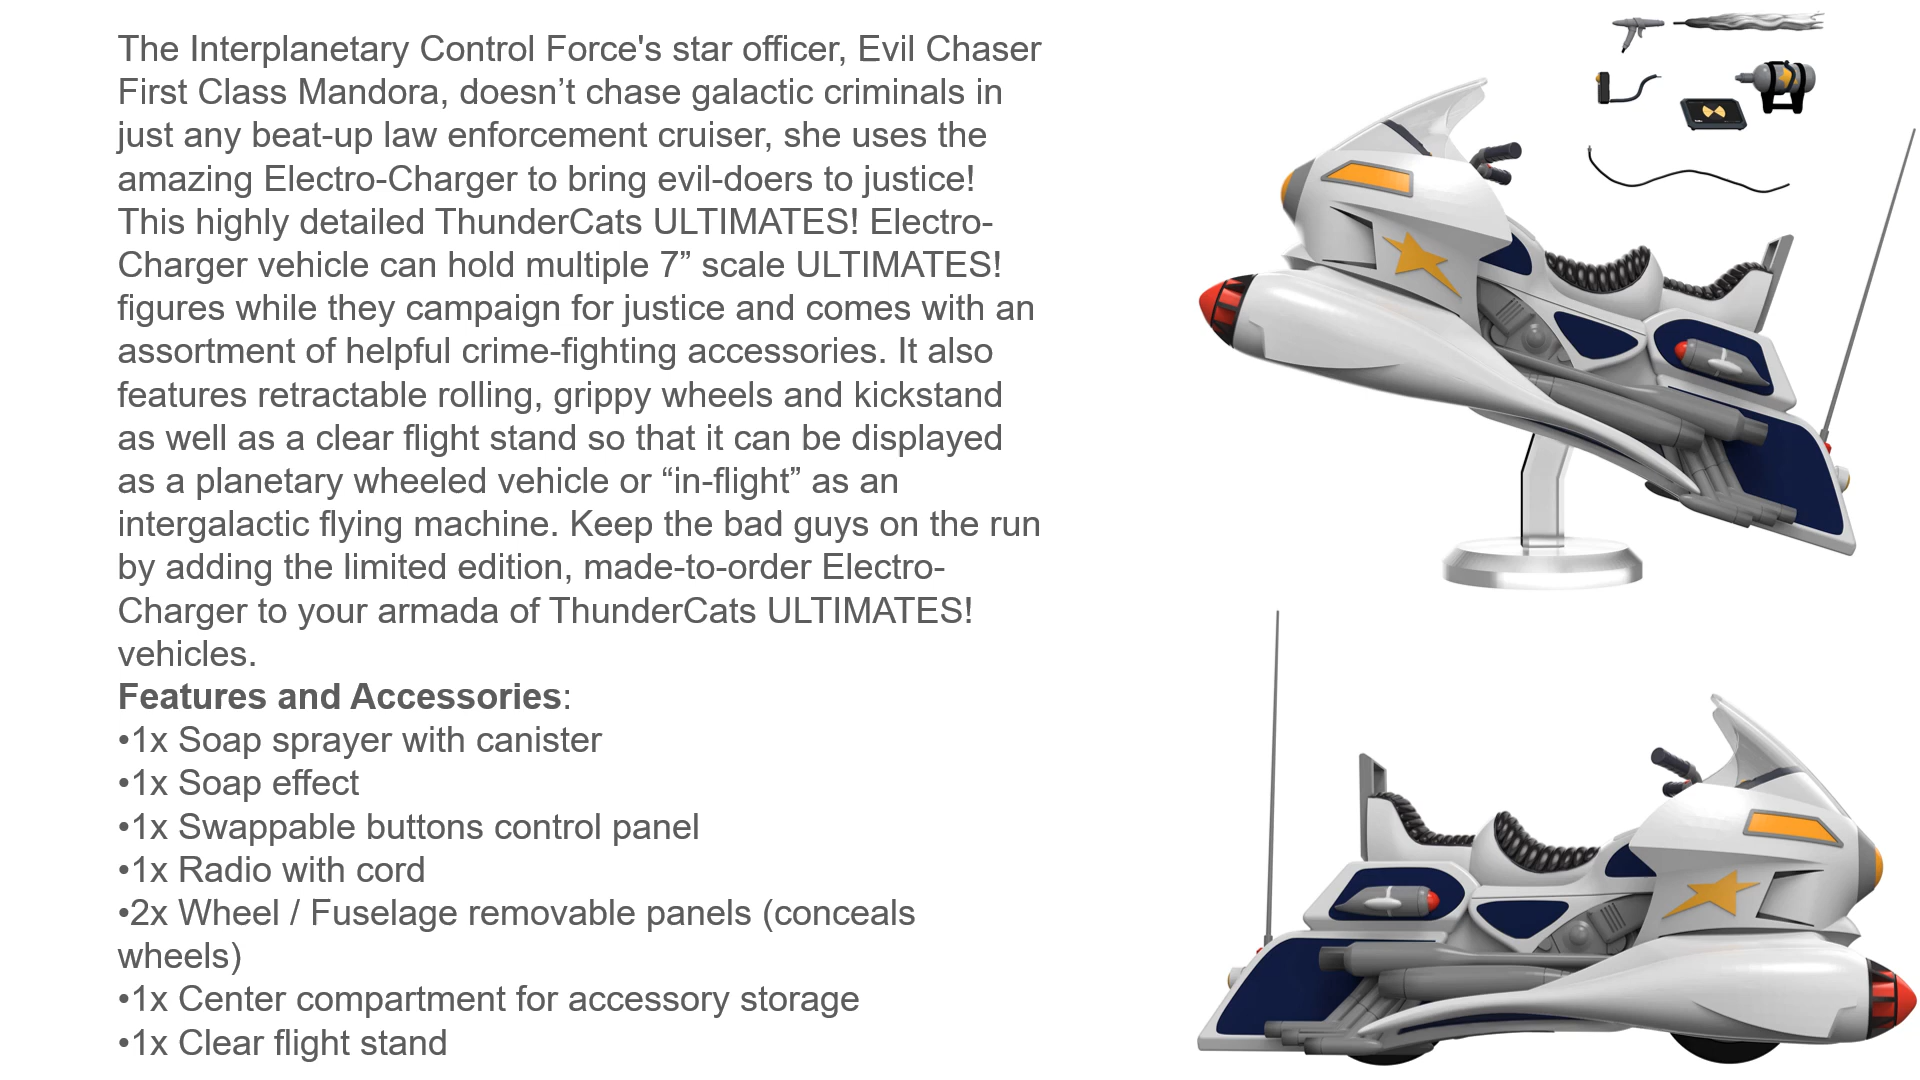 The Interplanetary Control Force's star officer, Evil Chaser
First Class Mandora, doesn’t chase galactic criminals in
just any beat-up law enforcement cruiser, she uses the
amazing Electro-Charger to bring evil-doers to justice!
This highly detailed ThunderCats ULTIMATES! Electro-
Charger vehicle can hold multiple 7” scale ULTIMATES!
figures while they campaign for justice and comes with an
assortment of helpful crime-fighting accessories. It also
features retractable rolling, grippy wheels and kickstand
as well as a clear flight stand so that it can be displayed
as a planetary wheeled vehicle or “in-flight” as an
intergalactic flying machine. Keep the bad guys on the run
by adding the limited edition, made-to-order Electro-
Charger to your armada of ThunderCats ULTIMATES!
vehicles.
Features and Accessories:
•1x Soap sprayer with canister
•1x Soap effect
•1x Swappable buttons control panel
•1x Radio with cord
•2x Wheel / Fuselage removable panels (conceals
wheels)
•1x Center compartment for accessory storage
•1x Clear flight stand